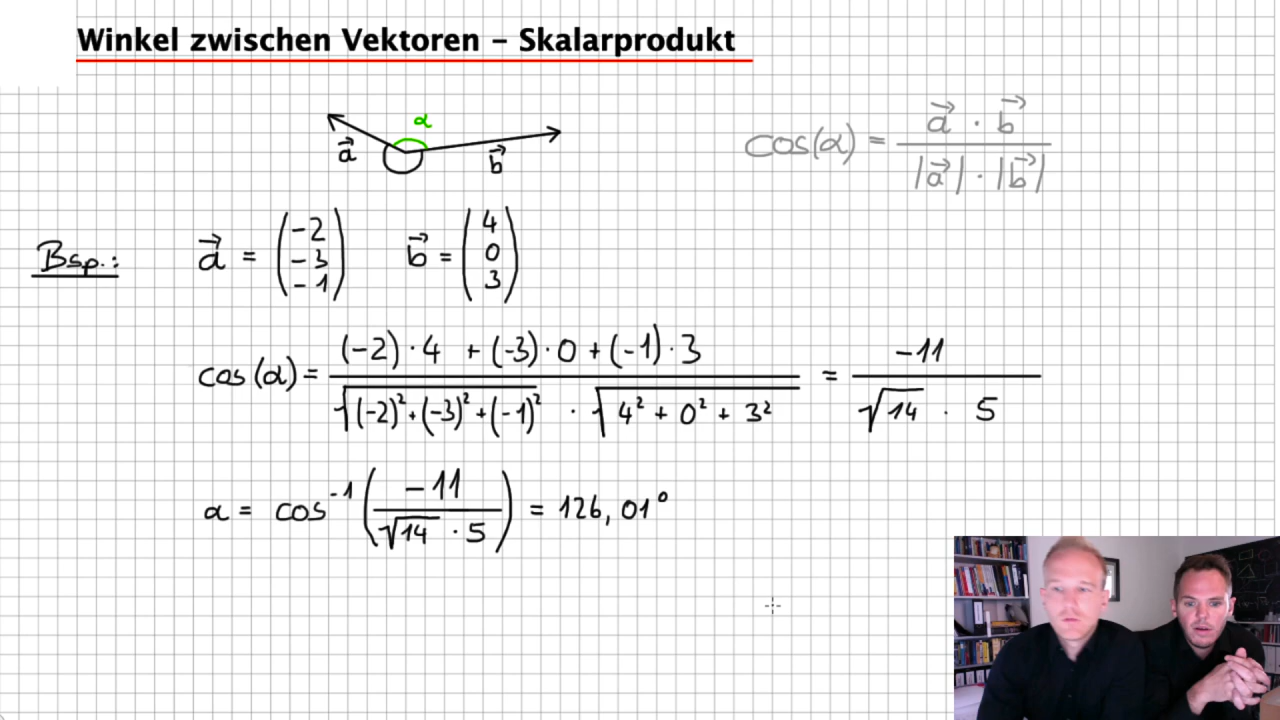 Winkel zwischen Vektoren – Skalarprodukt
α
a⃗
b⃗
cos(α) = (a⃗ · b⃗) / (|a⃗| · |b⃗|)
Bsp.: a⃗ = (-2 -3 -1) b⃗ = (4 0 3)
cos(α) = ((-2)·4 + (-3)·0 + (-1)·3) / (√((-2)²+(-3)²+(-1)²) · √(4² + 0² + 3²)) = -11 / (√14 · 5)
α = cos⁻¹(-11 / (√14 · 5)) = 126,01°